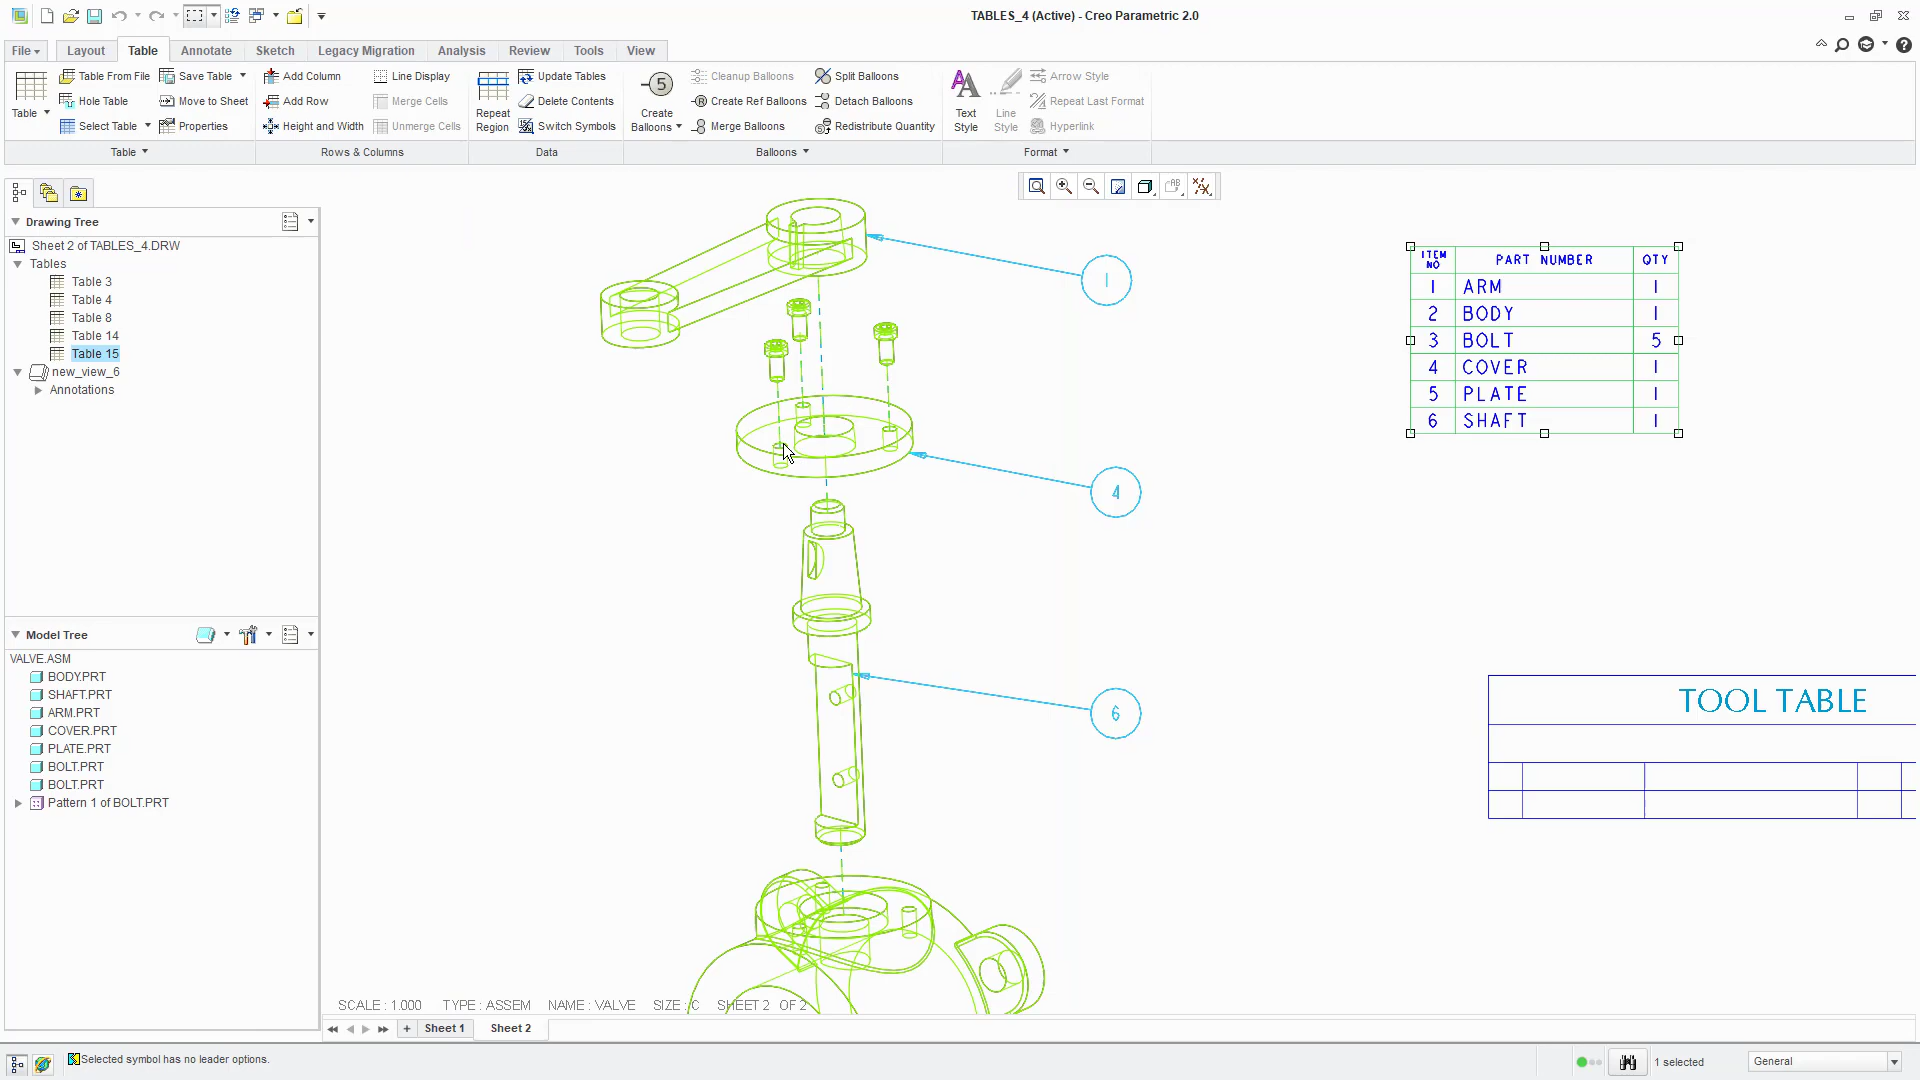 TABLES_4 (Active) - Creo Parametric 2.0
File Layout Table Annotate Sketch Legacy Migration Analysis Review Tools View
Table
Table From File
Hole Table
Select Table
Save Table
Move to Sheet
Properties
Table
Add Column
Add Row
Height and Width
Line Display
Merge Cells
Unmerge Cells
Rows & Columns
Repeat
Region
Update Tables
Delete Contents
Switch Symbols
Data
5
Create
Balloons
Cleanup Balloons
Create Ref Balloons
Merge Balloons
Split Balloons
Detach Balloons
Redistribute Quantity
Balloons
Text
Style
Line
Style
Arrow Style
Repeat Last Format
Hyperlink
Format
Drawing Tree
Sheet 2 of TABLES_4.DRW
Tables
Table 3
Table 4
Table 8
Table 14
Table 15
new_view_6
Annotations
Model Tree
VALVE.ASM
BODY.PRT
SHAFT.PRT
ARM.PRT
COVER.PRT
PLATE.PRT
BOLT.PRT
BOLT.PRT
Pattern 1 of BOLT.PRT
1
4
6
ITEM NO PART NUMBER QTY
1 ARM 1
2 BODY 1
3 BOLT 5
4 COVER 1
5 PLATE 1
6 SHAFT 1
TOOL TABLE
SCALE : 1.000 TYPE : ASSEM NAME : VALVE SIZE : C SHEET 2 OF 2
Sheet 1 Sheet 2
Selected symbol has no leader options.
1 selected
General